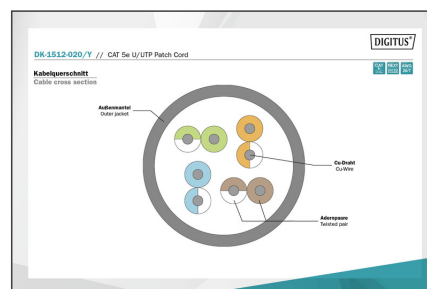 DIGITUS®
DK-1512-020/Y // CAT 5e U/UTP Patch Cord
Kabelquerschnitt
Cable cross section
Außenmantel
Outer jacket
Cu-Draht
Cu-Wire
Aderepaare
Twisted pair